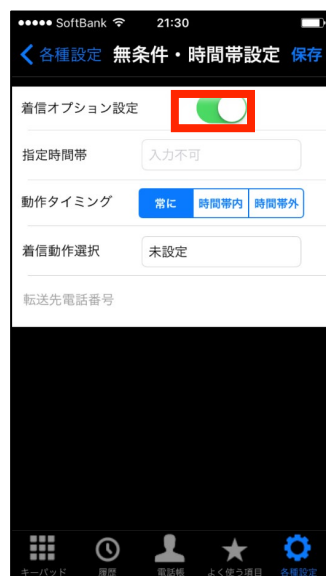 SoftBank 21:30
各種設定 無条件・時間帯設定 保存
着信オプション設定
指定時間帯 入力不可
動作タイミング 常に 時間帯内 時間帯外
着信動作選択 未設定
転送先電話番号
キーパッド 履歴 電話帳 よく使う項目 各種設定